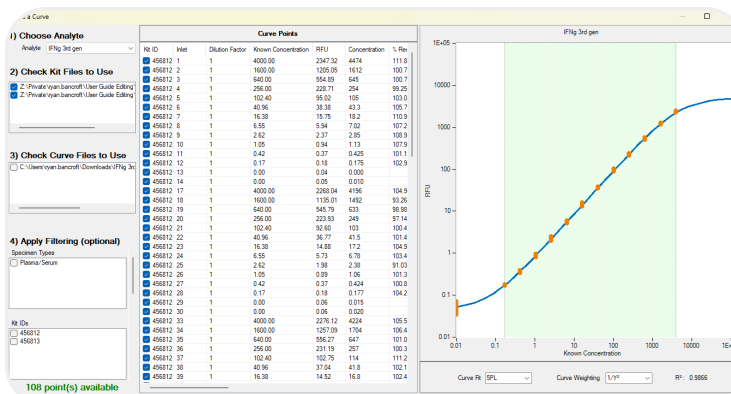 a Curve
1) Choose Analyte
Analyte IFNg 3rd gen
2) Check Kit Files to Use
Z:\Private\ryan.bancroft\User Guide Editing\
Z:\Private\ryan.bancroft\User Guide Editing\
3) Check Curve Files to Use
C:\Users\ryan.bancroft\Downloads\IFNg 3rd
4) Apply Filtering (optional)
Specimen Types
Plasma/Serum
Kit IDs
456812
456813
108 point(s) available
Curve Points
Kit ID Inlet Dilution Factor Known Concentration RFU Concentration % Rec
456812 1 1 4000.00 2347.32 4474 111.8
456812 2 1 1600.00 1205.05 1612 100.7
456812 3 1 640.00 554.89 645 100.7
456812 4 1 256.00 228.71 254 99.25
456812 5 1 102.40 95.02 105 103.0
456812 6 1 40.96 38.38 43.3 105.7
456812 7 1 16.38 15.75 18.2 110.9
456812 8 1 6.55 5.94 7.02 107.2
456812 9 1 2.62 2.37 2.85 108.9
456812 10 1 1.05 0.94 1.13 107.9
456812 11 1 0.42 0.37 0.425 101.1
456812 12 1 0.17 0.18 0.175 102.9
456812 13 1 0.00 0.04 0.000
456812 14 1 0.00 0.05 0.010
456812 17 1 4000.00 2268.04 4196 104.9
456812 18 1 1600.00 1135.01 1492 93.26
456812 19 1 640.00 545.79 633 98.98
456812 20 1 256.00 223.93 249 97.14
456812 21 1 102.40 92.60 103 100.4
456812 22 1 40.96 36.77 41.5 101.4
456812 23 1 16.38 14.88 17.2 104.9
456812 24 1 6.55 5.73 6.78 103.4
456812 25 1 2.62 1.98 2.38 91.03
456812 26 1 1.05 0.89 1.06 101.3
456812 27 1 0.42 0.37 0.424 100.8
456812 28 1 0.17 0.18 0.177 104.2
456812 29 1 0.00 0.06 0.015
456812 30 1 0.00 0.06 0.020
456812 33 1 4000.00 2276.12 4224 105.5
456812 34 1 1600.00 1257.09 1704 106.4
456812 35 1 640.00 556.27 647 101.0
456812 36 1 256.00 231.19 257 100.3
456812 37 1 102.40 102.75 114 111.2
456812 38 1 40.96 37.04 41.8 102.1
456812 39 1 16.38 14.52 16.8 102.4
IFNg 3rd gen
1E+05
10000
1000
100
10
1
0.1
0.01
RFU
0.01 0.1 1 10 100 1000 10000 1E+
Known Concentration
Curve Fit 5PL Curve Weighting 1/Y² R²: 0.9866